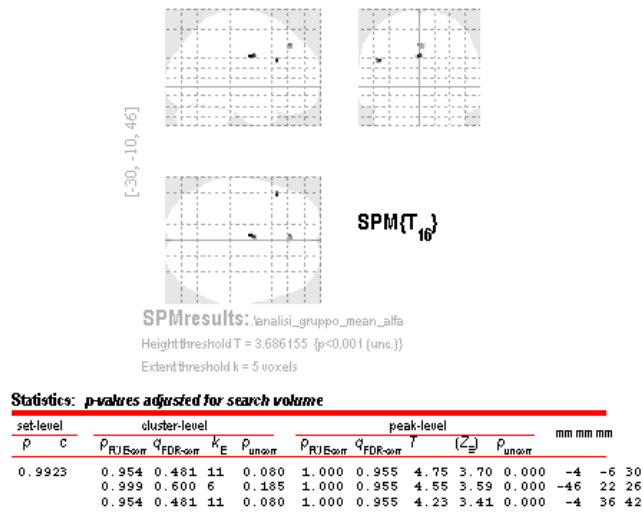 [-30, -10, 46]
SPM{T16}
SPMresults: .\analisi_gruppo_mean_alfa
Height threshold T = 3.686155 {p<0.001 (unc.)}
Extent threshold k = 5 voxels
Statistics: p-values adjusted for search volume
set-level cluster-level peak-level mm mm mm
p c pFWE-corr qFDR-corr kE puncorr pFWE-corr qFDR-corr T (Z≡) puncorr
0.992 3 0.954 0.481 11 0.080 1.000 0.955 4.75 3.70 0.000 -4 -6 30
0.999 0.600 6 0.185 1.000 0.955 4.55 3.59 0.000 -46 22 26
0.954 0.481 11 0.080 1.000 0.955 4.23 3.41 0.000 -4 36 42